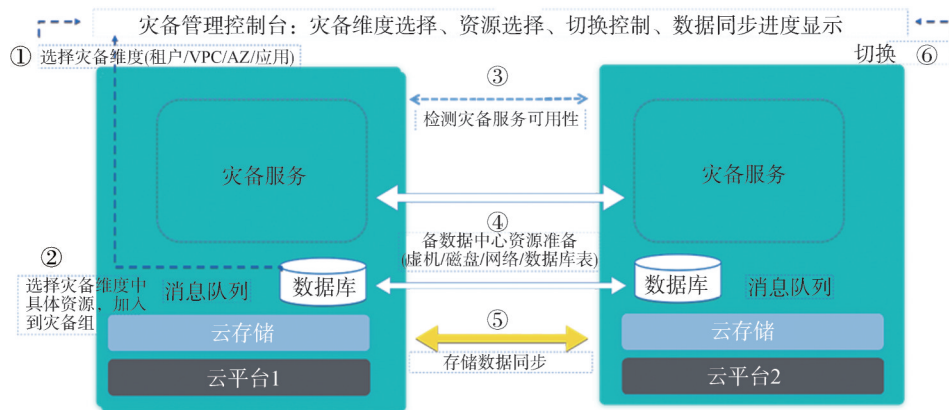 灾备管理控制台：灾备维度选择、资源选择、切换控制、数据同步进度显示
① 选择灾备维度(租户/VPC/AZ/应用)
切换 ⑥
③
检测灾备服务可用性
灾备服务
灾备服务
④
备数据中心资源准备
(虚机/磁盘/网络/数据库表)
②
选择灾备维度中
具体资源、加入
到灾备组
消息队列
数据库
数据库
消息队列
⑤
存储数据同步
云存储
云存储
云平台1
云平台2